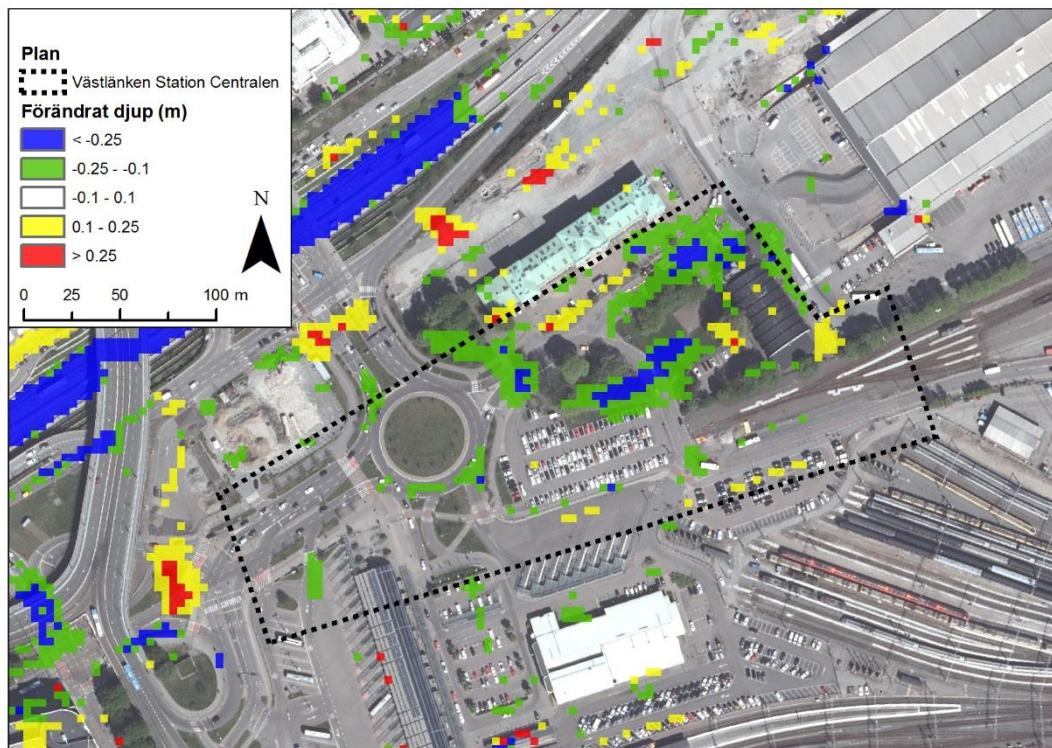 Plan
Västlänken Station Centralen
Förändrat djup (m)
< -0.25
-0.25 - -0.1
-0.1 - 0.1
0.1 - 0.25
> 0.25
N
0 25 50 100 m